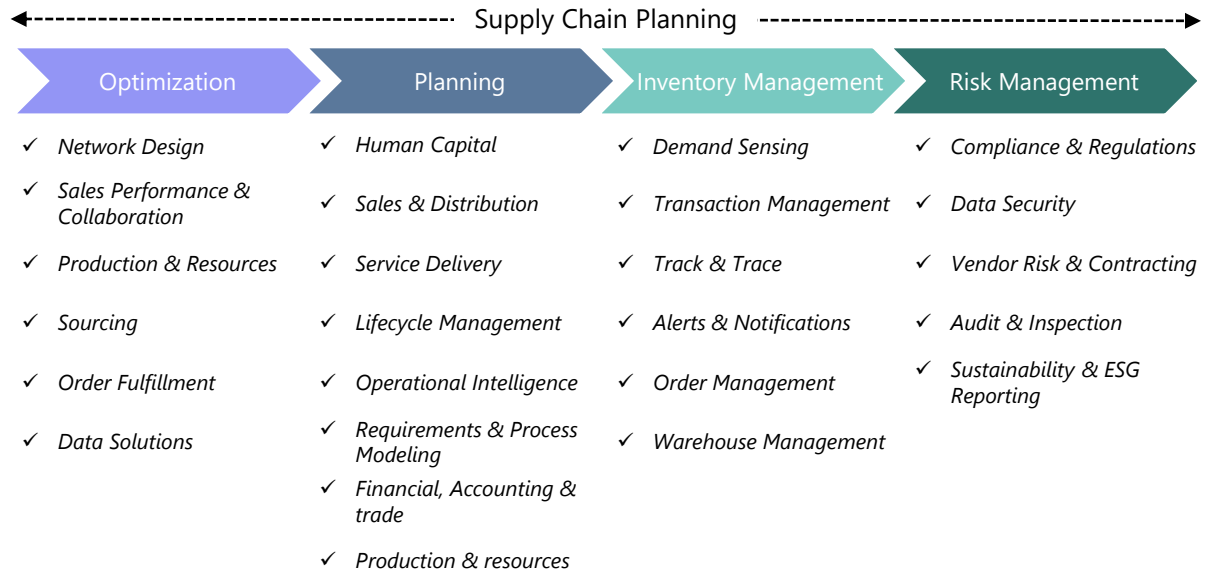 Supply Chain Planning
Optimization
Planning
Inventory Management
Risk Management
Network Design
Sales Performance &
Collaboration
Production & Resources
Sourcing
Order Fulfillment
Data Solutions
Human Capital
Sales & Distribution
Service Delivery
Lifecycle Management
Operational Intelligence
Requirements & Process
Modeling
Financial, Accounting &
trade
Production & resources
Demand Sensing
Transaction Management
Track & Trace
Alerts & Notifications
Order Management
Warehouse Management
Compliance & Regulations
Data Security
Vendor Risk & Contracting
Audit & Inspection
Sustainability & ESG
Reporting